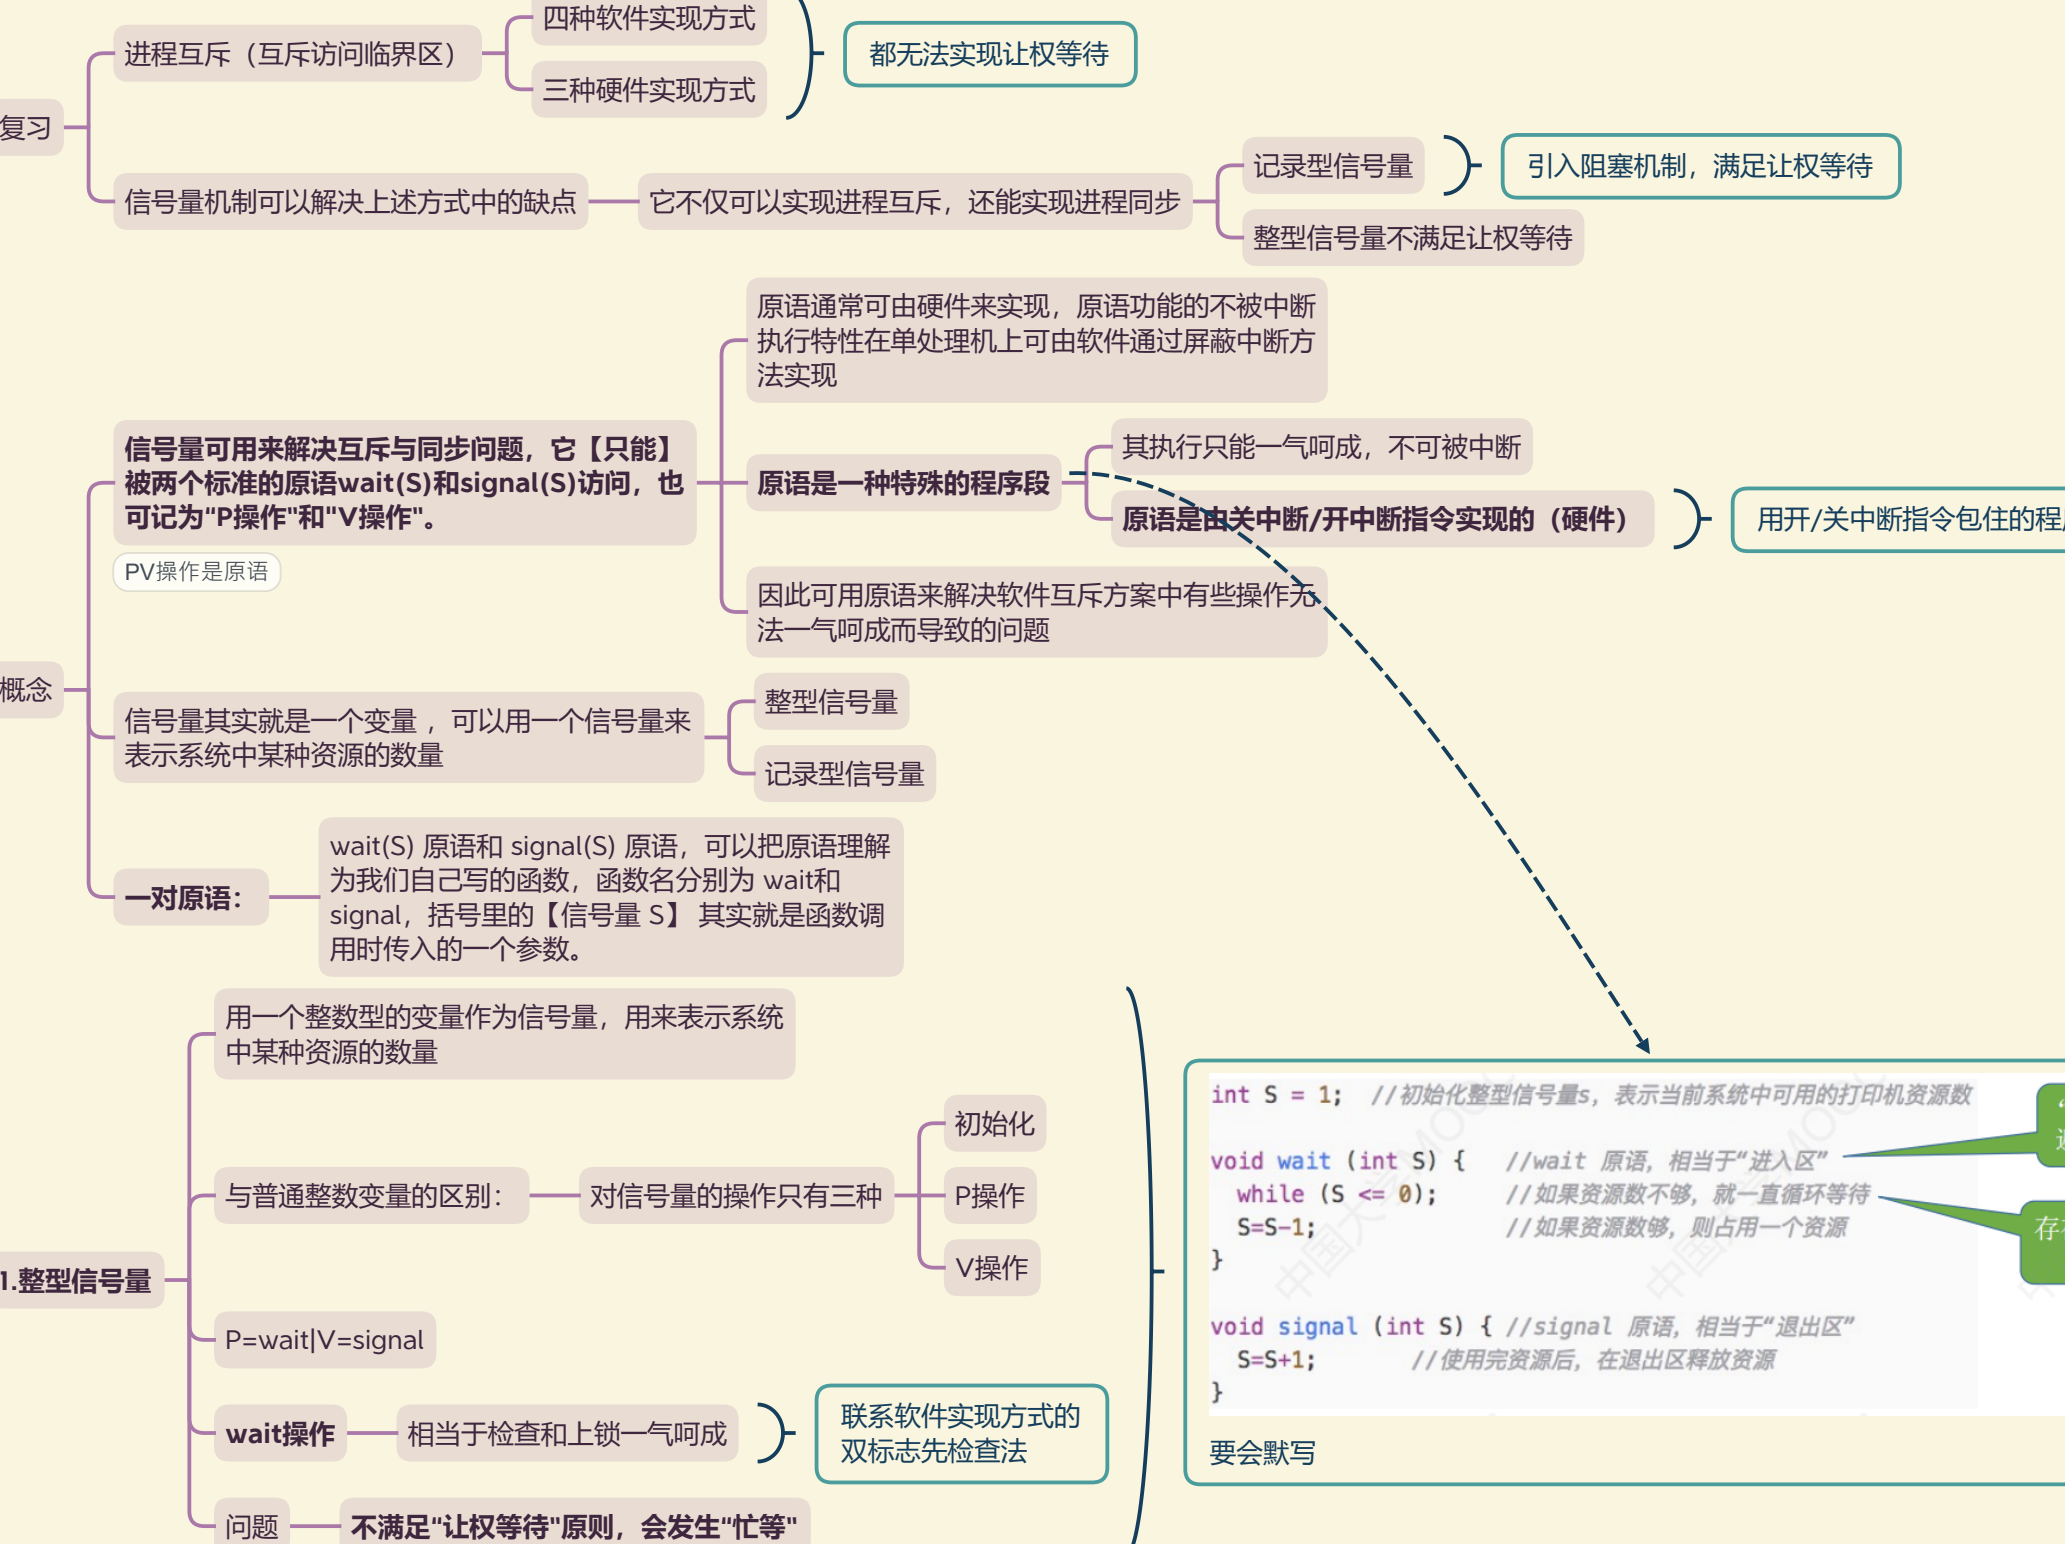 四种软件实现方式
进程互斥（互斥访问临界区）
都无法实现让权等待
三种硬件实现方式
复习
记录型信号量
引入阻塞机制，满足让权等待
信号量机制可以解决上述方式中的缺点
它不仅可以实现进程互斥，还能实现进程同步
整型信号量不满足让权等待
原语通常可由硬件来实现，原语功能的不被中断
执行特性在单处理机上可由软件通过屏蔽中断方
法实现
信号量可用来解决互斥与同步问题，它【只能】
被两个标准的原语wait(S)和signal(S)访问，也
可记为“P操作"和"V操作"。
PV操作是原语
原语是一种特殊的程序段
其执行只能一气呵成，不可被中断
原语是由关中断/开中断指令实现的（硬件）
用开/关中断指令包住的程
因此可用原语来解决软件互斥方案中有些操作无
法一气呵成而导致的问题
概念
信号量其实就是一个变量 ，可以用一个信号量来
表示系统中某种资源的数量
整型信号量
记录型信号量
一对原语：
wait(S) 原语和 signal(S) 原语，可以把原语理解
为我们自己写的函数，函数名分别为 wait和
signal，括号里的【信号量 S】 其实就是函数调
用时传入的一个参数。
用一个整数型的变量作为信号量，用来表示系统
中某种资源的数量
与普通整数变量的区别：
对信号量的操作只有三种
初始化
P操作
V操作
1.整型信号量
P=wait|V=signal
wait操作
相当于检查和上锁一气呵成
联系软件实现方式的
双标志先检查法
问题
不满足“让权等待"原则，会发生“忙等"
int S = 1;  //初始化整型信号量s，表示当前系统中可用的打印机资源数
void wait (int S) {   //wait 原语，相当于“进入区”
while (S <= 0);     //如果资源数不够，就一直循环等待
S=S-1;              //如果资源数够，则占用一个资源
}
void signal (int S) { //signal 原语，相当于“退出区”
S=S+1;       //使用完资源后，在退出区释放资源
}
要会默写
存
中国大学MOOC
中国大学MOOC